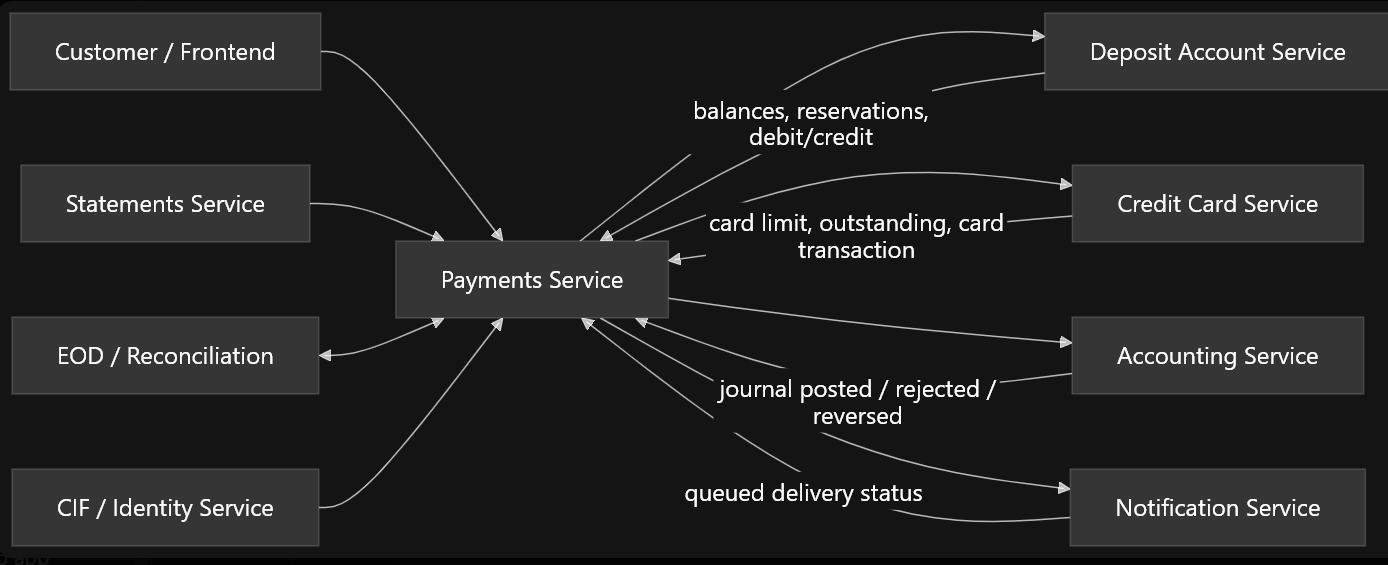 Customer / Frontend
Deposit Account Service
balances, reservations,
debit/credit
Statements Service
Credit Card Service
card limit, outstanding, card
transaction
Payments Service
EOD / Reconciliation
Accounting Service
journal posted / rejected /
reversed
CIF / Identity Service
queued delivery status
Notification Service